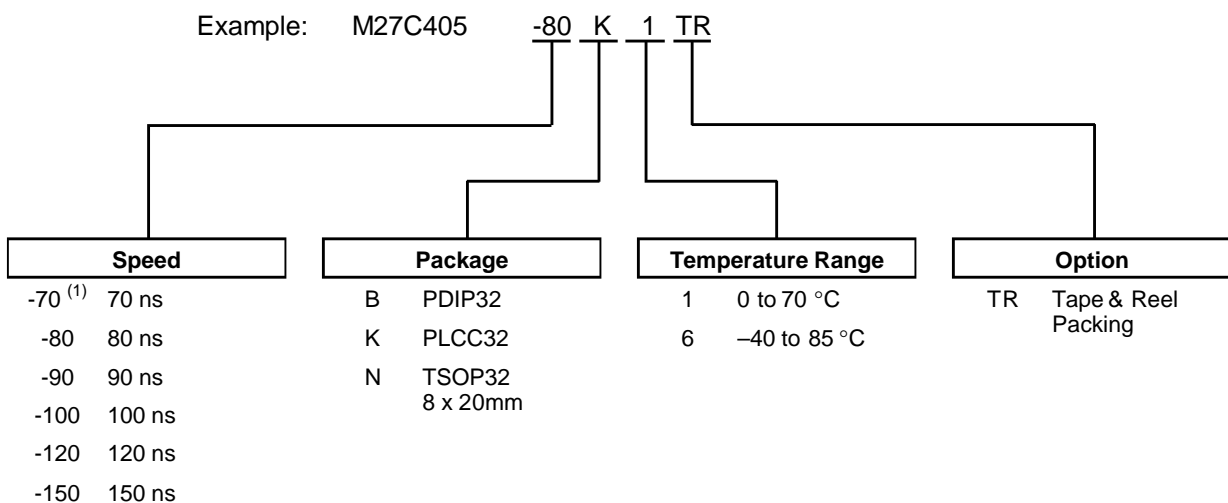 Example: M27C405 -80 K 1 TR
Speed
-70 (1) 70 ns
-80 80 ns
-90 90 ns
-100 100 ns
-120 120 ns
-150 150 ns
Package
B PDIP32
K PLCC32
N TSOP32
8 x 20mm
Temperature Range
1 0 to 70 °C
6 –40 to 85 °C
Option
TR Tape & Reel
Packing